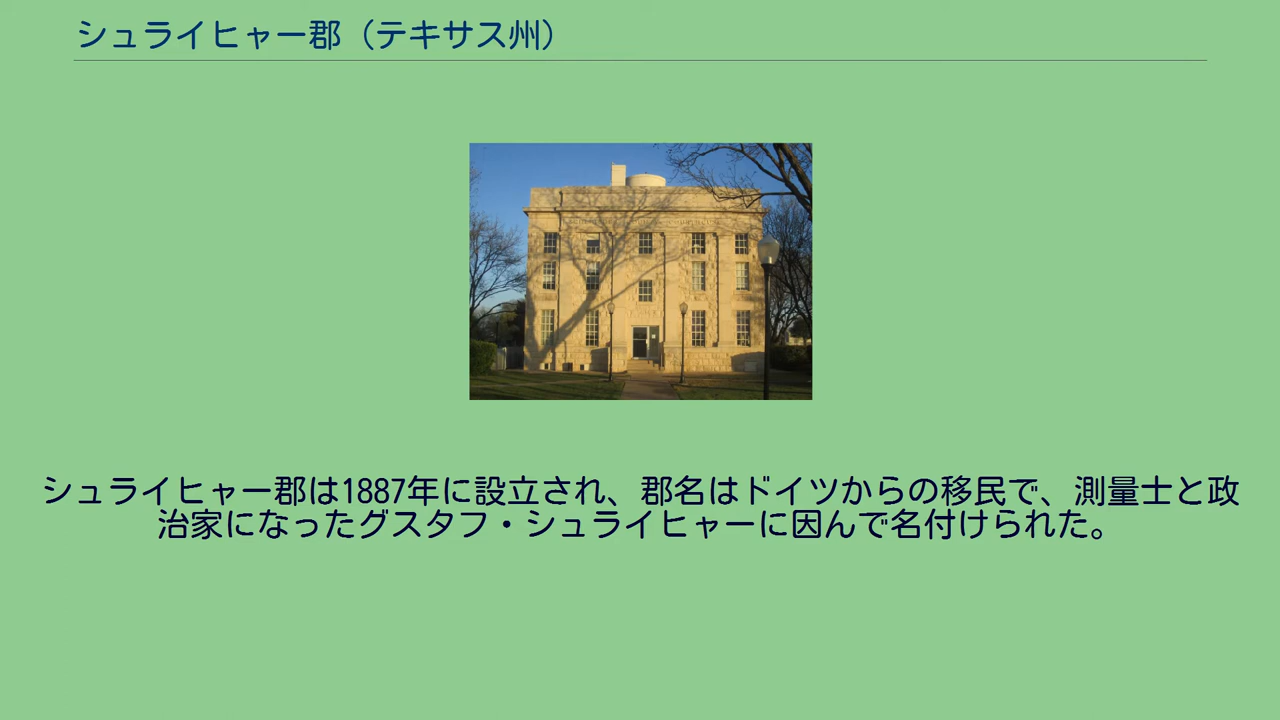 シュライヒャー郡（テキサス州）
シュライヒャー郡は1887年に設立され、郡名はドイツからの移民で、測量士と政
治家になったグスタフ・シュライヒャーに因んで名付けられた。